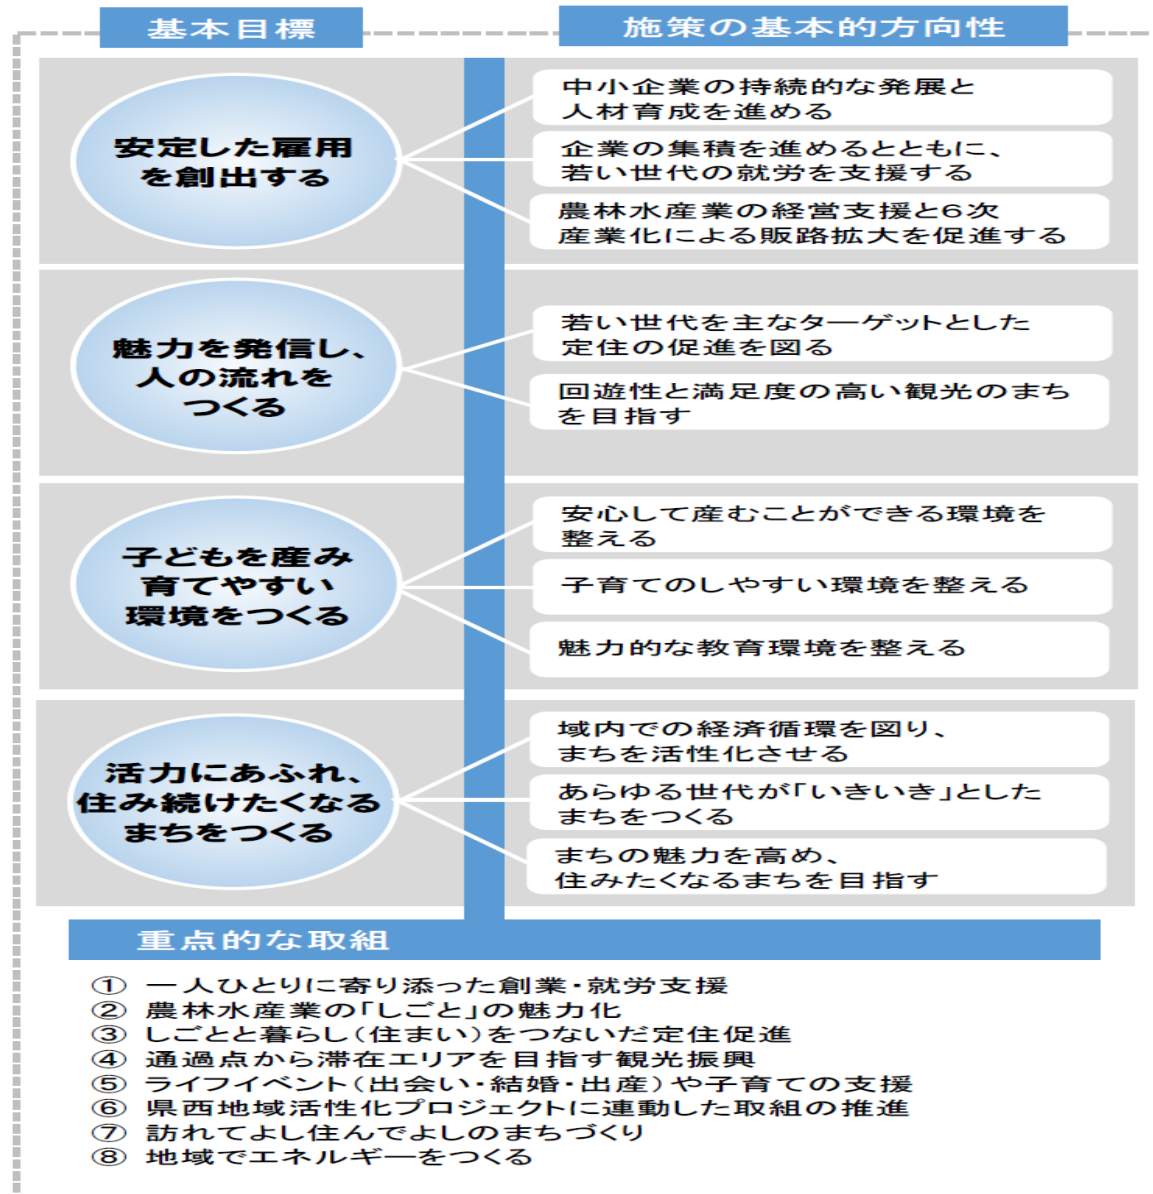 基本目標
施策の基本的方向性
安定した雇用
を創出する
中小企業の持続的な発展と
人材育成を進める
企業の集積を進めるとともに、
若い世代の就労を支援する
農林水産業の経営支援と6次
産業化による販路拡大を促進する
魅力を発信し、
人の流れを
つくる
若い世代を主なターゲットとした
定住の促進を図る
回遊性と満足度の高い観光のまち
を目指す
子どもを産み
育てやすい
環境をつくる
安心して産むことができる環境を
整える
子育てのしやすい環境を整える
魅力的な教育環境を整える
活力にあふれ、
住み続けたくなる
まちをつくる
域内での経済循環を図り、
まちを活性化させる
あらゆる世代が「いきいき」とした
まちをつくる
まちの魅力を高め、
住みたくなるまちを目指す
重点的な取組
① 一人ひとりに寄り添った創業・就労支援
② 農林水産業の「しごと」の魅力化
③ しごとと暮らし（住まい）をつないだ定住促進
④ 通過点から滞在エリアを目指す観光振興
⑤ ライフイベント（出会い・結婚・出産）や子育ての支援
⑥ 県西地域活性化プロジェクトに連動した取組の推進
⑦ 訪れてよし住んでよしのまちづくり
⑧ 地域でエネルギーをつくる